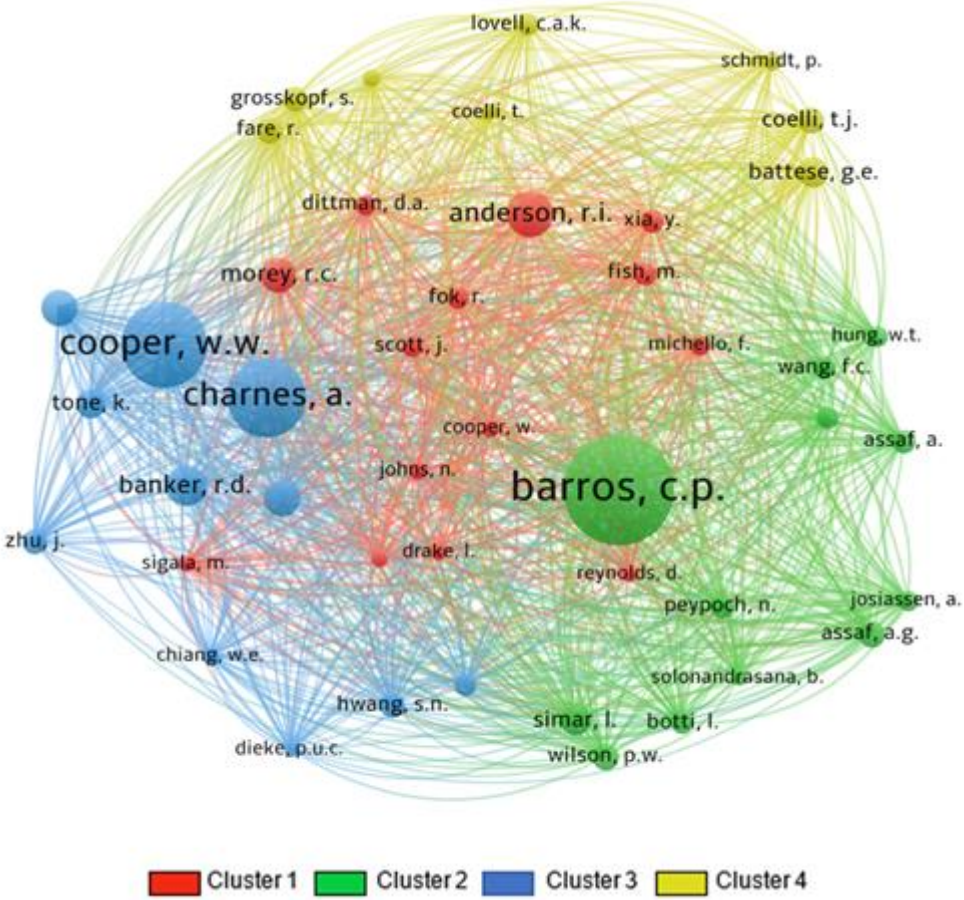 lovell, c.a.k.
schmidt, p.
grosskopf, s.
coelli, t.
coelli, t.j.
fare, r.
battese, g.e.
dittman, d.a.
anderson, r.i.
xia, y.
morey, r.c.
fish, m.
fok, r.
cooper, w.w.
scott, j.
michello, f.
hung, w.t.
wang, f.c.
charnes, a.
tone, k.
cooper, w.
assaf, a.
johns, n.
banker, r.d.
barros, c.p.
zhu, j.
sigala, m.
drake, l.
reynolds, d.
peypoch, n.
josiassen, a.
assaf, a.g.
chiang, w.e.
solonandrasana, b.
hwang, s.n.
simar, l.
botti, l.
dieke, p.u.c.
wilson, p.w.
Cluster 1
Cluster 2
Cluster 3
Cluster 4